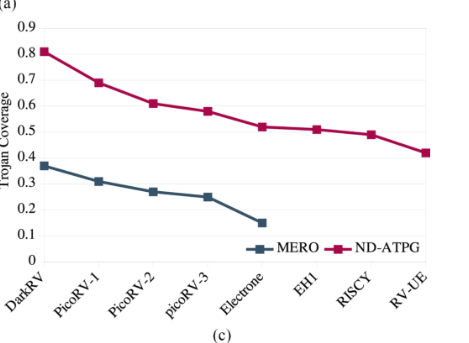 (a)
0.9
0.8
0.7
0.6
0.5
0.4
0.3
0.2
0.1
0
Trojan Coverage
MERO ND-ATPG
DarkRV PicoRV-1 PicoRV-2 picoRV-3 Electrone EH1 RISCY RV-UE
(c)